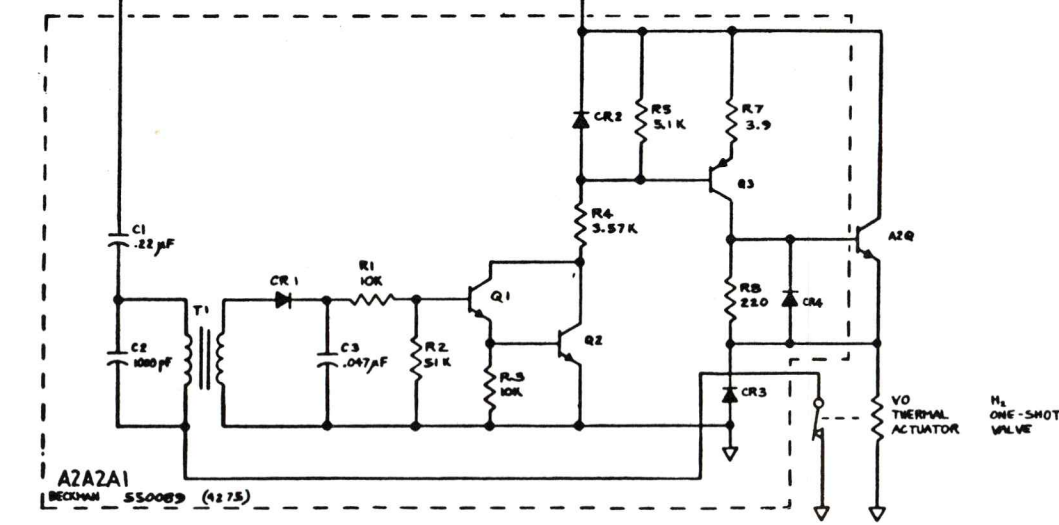 CR2
R5
5.1K
R7
3.9
Q3
R4
3.57K
C1
.22µF
A2Q
CR1
R1
10K
Q1
T1
R8
220
CR4
C2
1000pF
C3
.047µF
R2
51K
Q2
R3
10K
CR3
VO
THERMAL
ACTUATOR
H₂
ONE-SHOT
VALVE
A2A2A1
BECKMAN 550089 (4275)